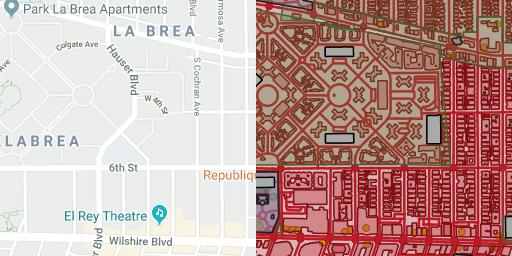 Park La Brea Apartments
LA BREA
Colgate Ave
Hauser Blvd
S Cochran Ave
W 4th St
LABREA
6th St
Republiq
El Rey Theatre
Wilshire Blvd